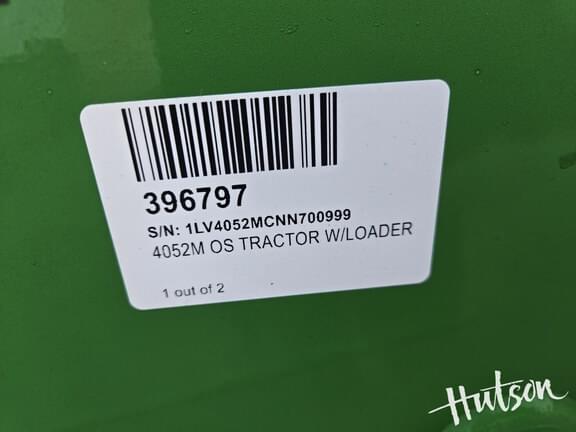 396797
S/N: 1LV4052MCNN700999
4052M OS TRACTOR W/LOADER
1 out of 2
Hutson